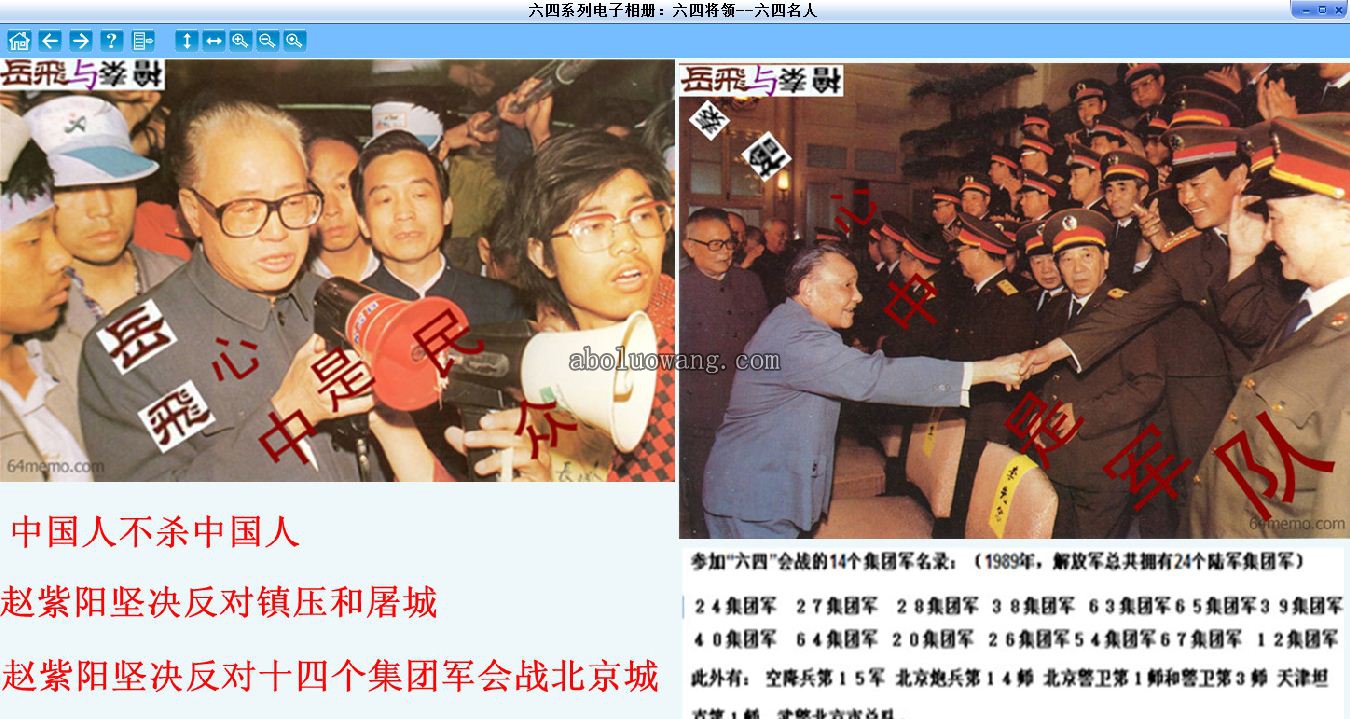 六四系列电子相册：六四将领--六四名人
岳飛与秦檜
岳飛
心中是民众
64memo.com
中国人不杀中国人
赵紫阳坚决反对镇压和屠城
赵紫阳坚决反对十四个集团军会战北京城
岳飛与秦檜
秦檜
心中是军队
aboluowang.com
64memo.com
参加“六四”会战的14个集团军名录：（1989年，解放军总共拥有24个陆军集团军）
24集团军 27集团军 28集团军 38集团军 63集团军65集团军39集团军
40集团军 64集团军 20集团军 26集团军54集团军67集团军 12集团军
此外有： 空降兵第15军 北京炮兵第14师 北京警卫第1师和警卫第3师 天津坦
克第1师 武警北京市总队